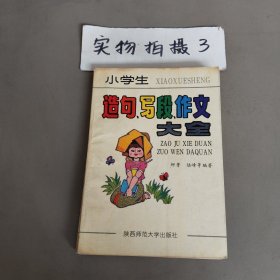 实物拍摄3
小学生
XIAOXUESHENG
造句、写段、作文
大全
ZAO JU XIE DUAN
ZUO WEN DAQUAN
陕西师范大学出版社